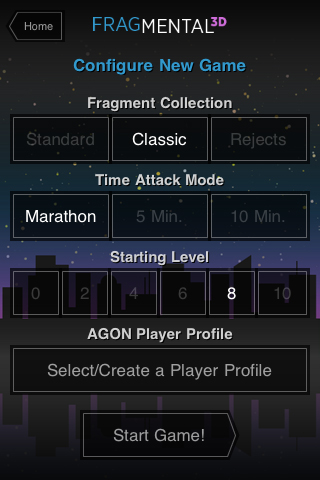 Home
FRAGMENTAL3D
Configure New Game
Fragment Collection
Standard Classic Rejects
Time Attack Mode
Marathon 5 Min. 10 Min.
Starting Level
0 2 4 6 8 10
AGON Player Profile
Select/Create a Player Profile
Start Game!